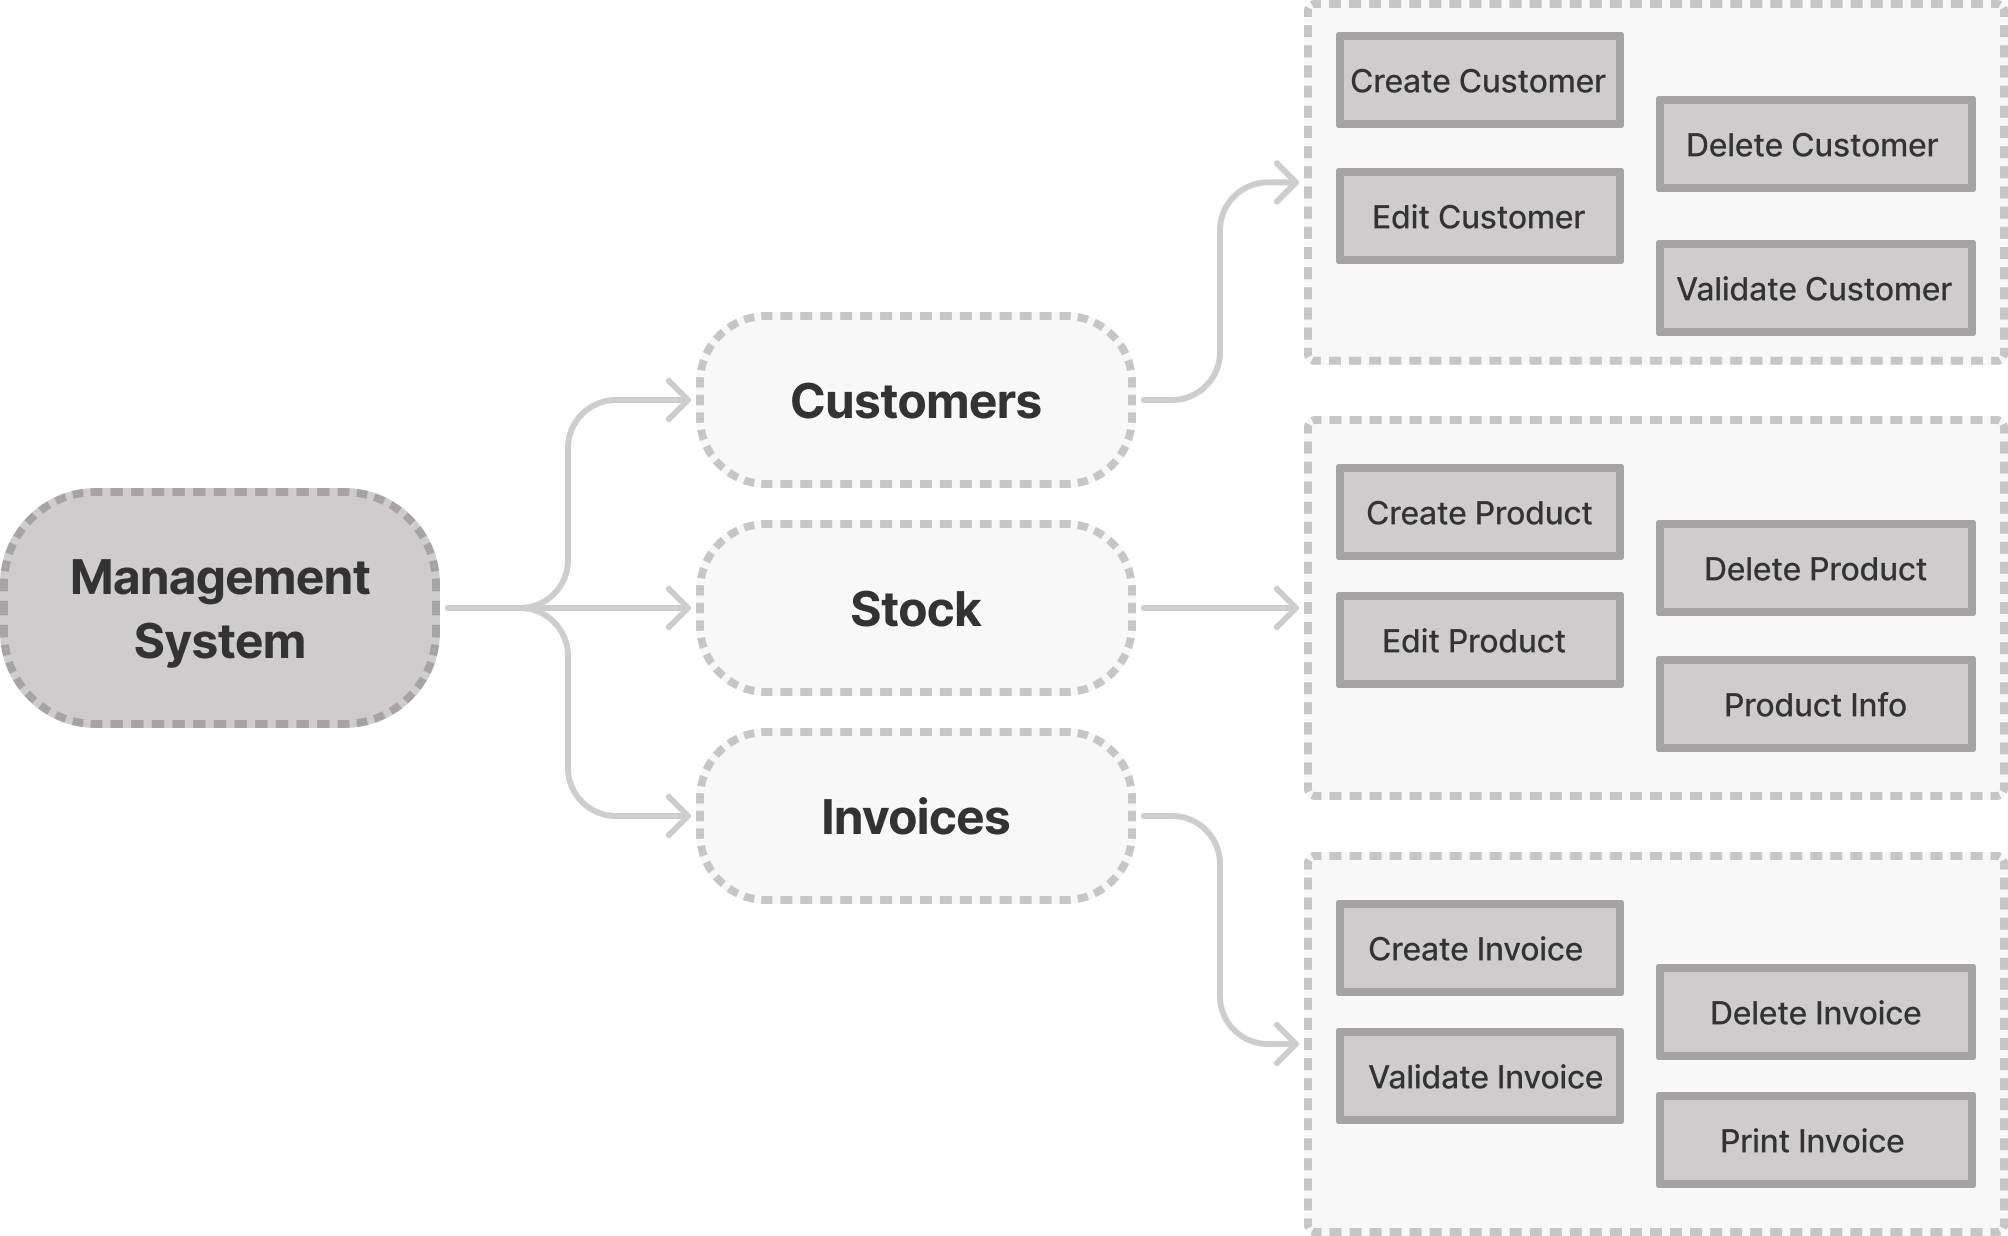 Management
System
Customers
Stock
Invoices
Create Customer
Edit Customer
Delete Customer
Validate Customer
Create Product
Edit Product
Delete Product
Product Info
Create Invoice
Validate Invoice
Delete Invoice
Print Invoice